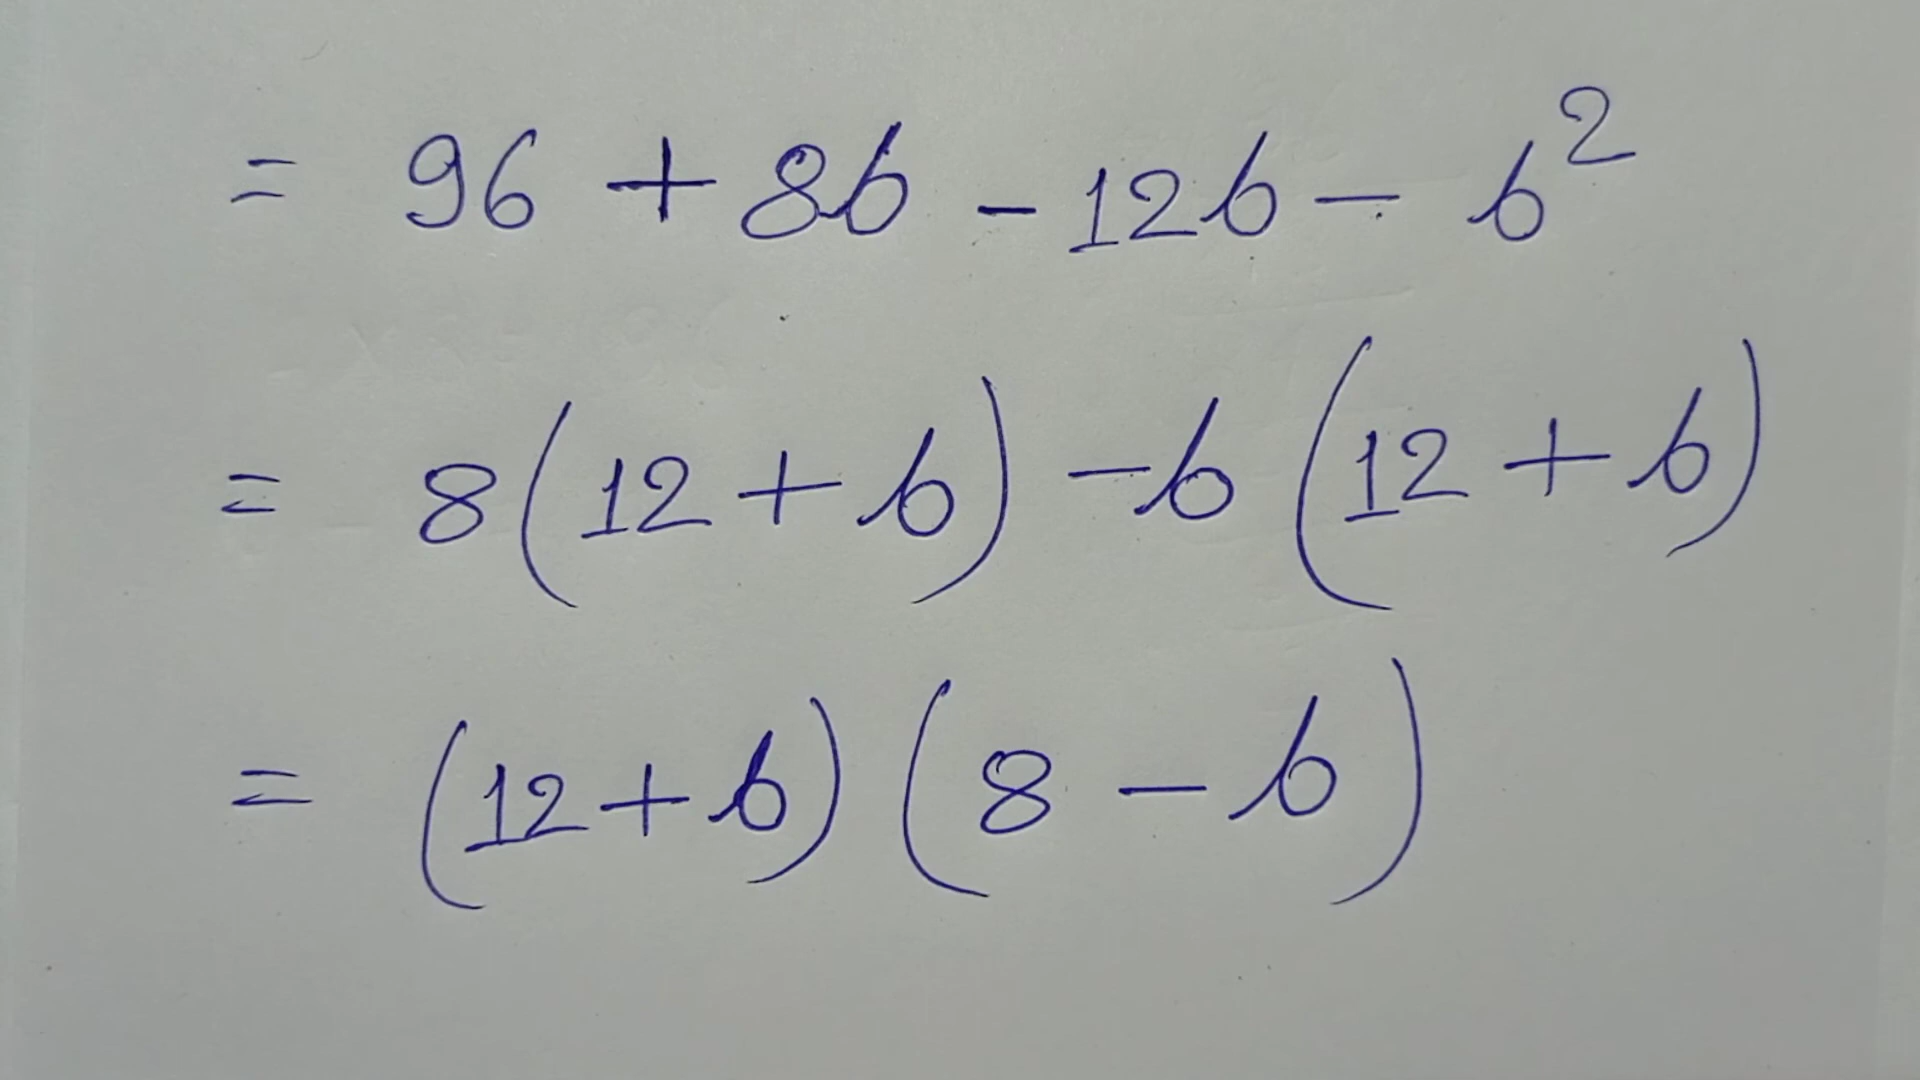 = 96 + 8b - 12b - b²
= 8(12 + b) - b(12 + b)
= (12 + b)(8 - b)